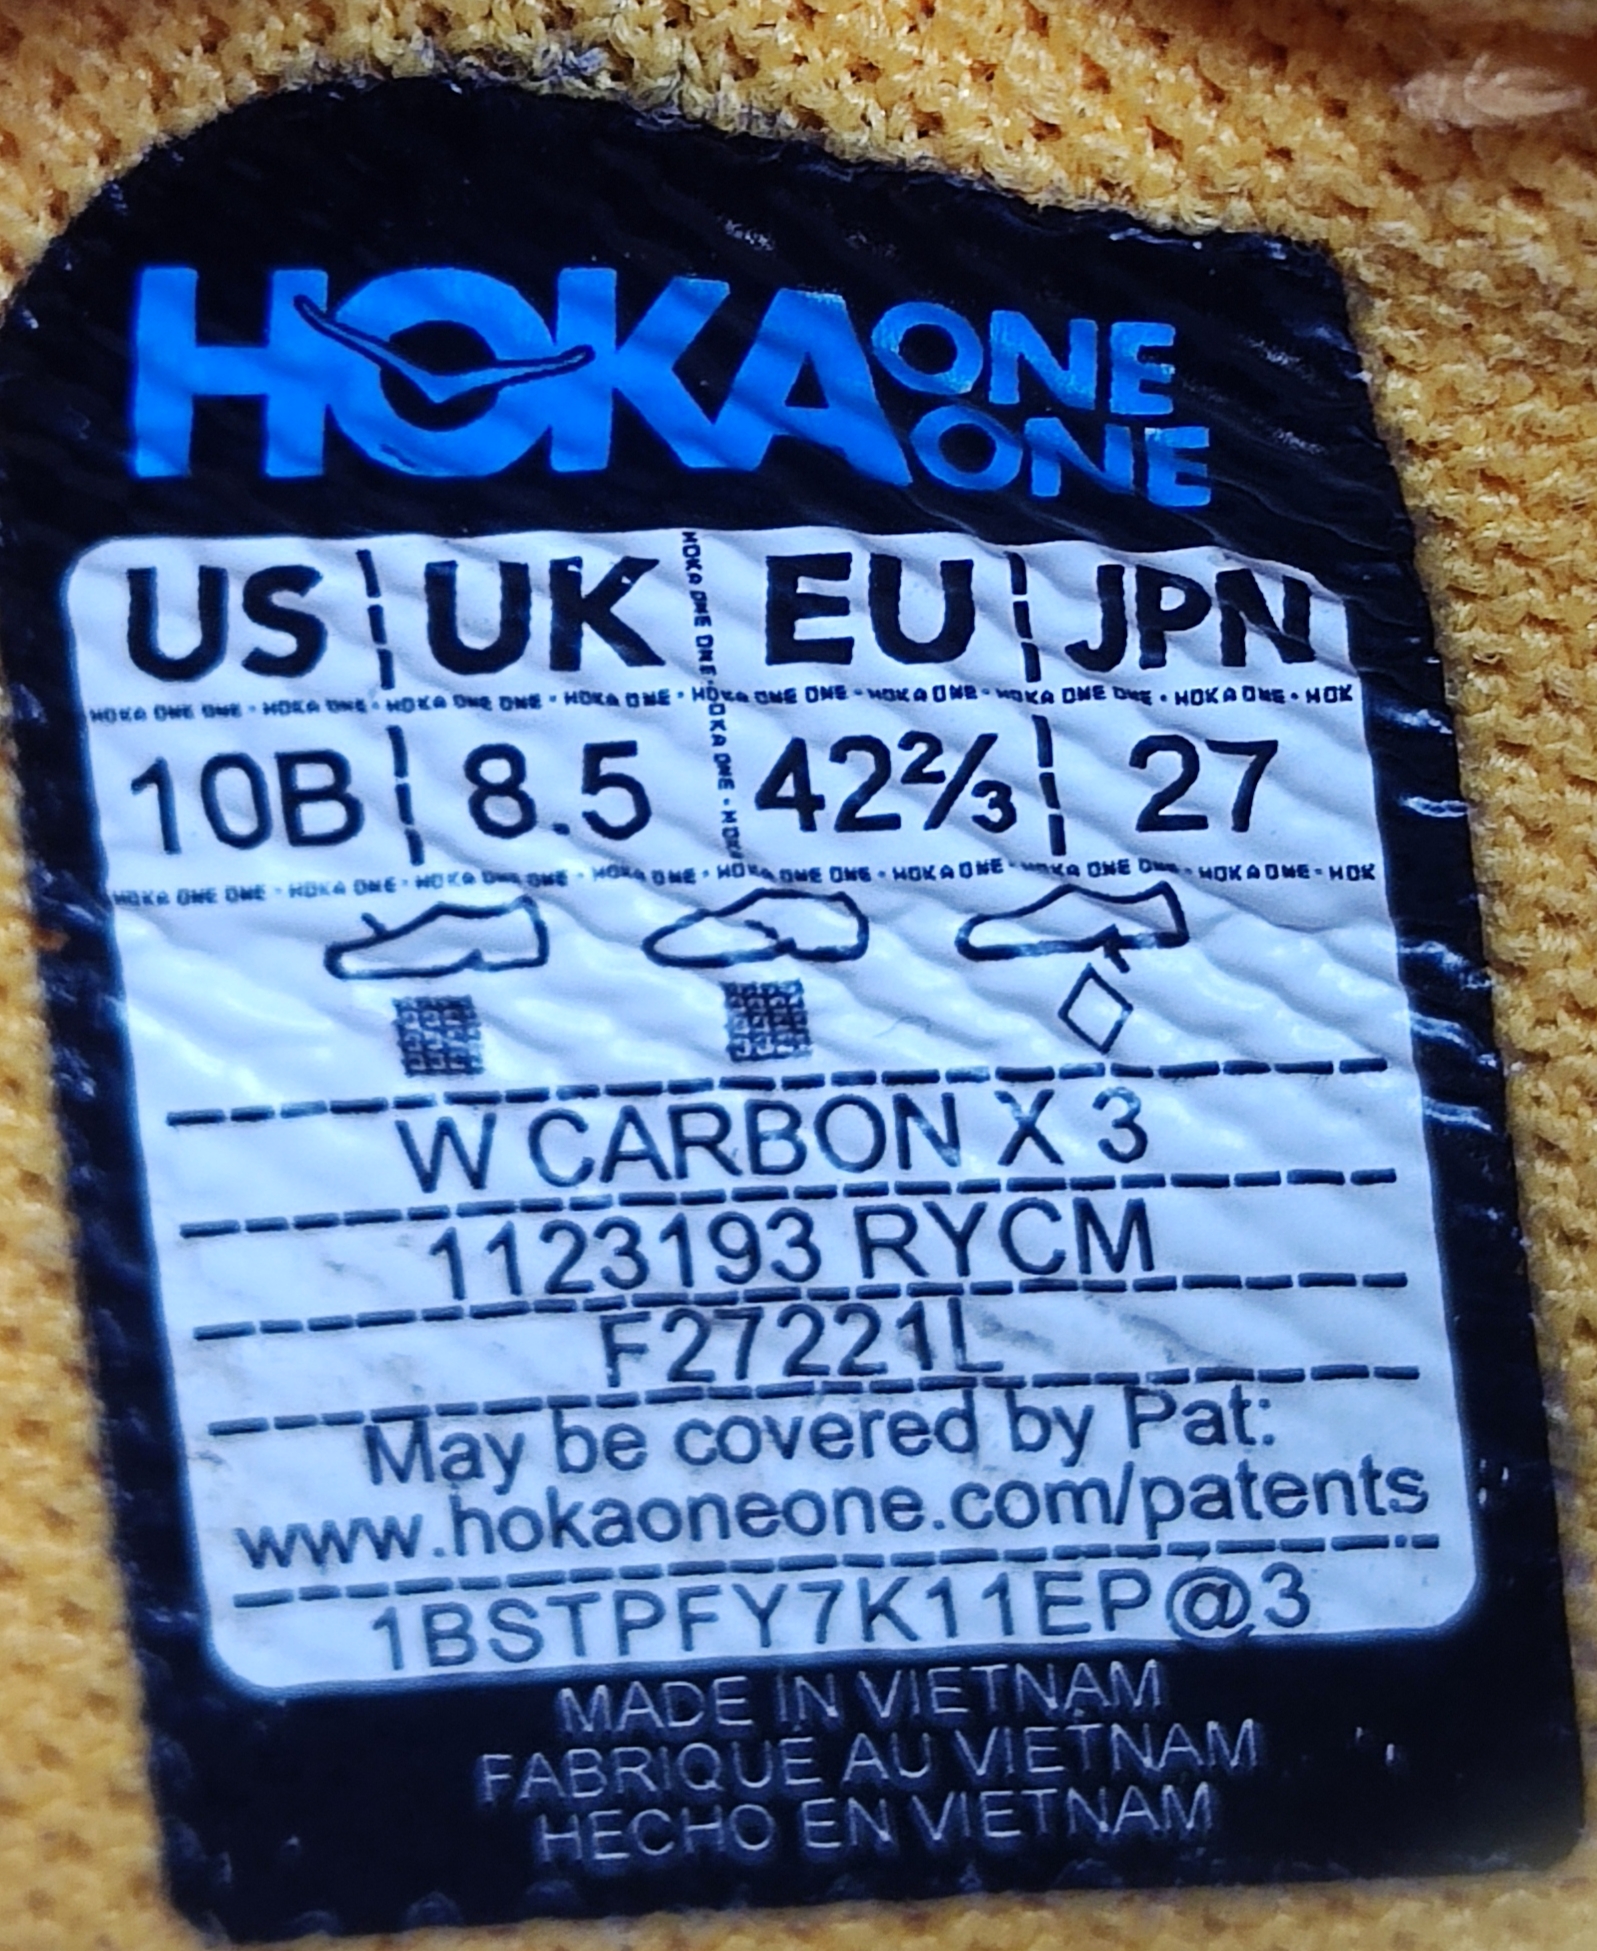 HOKA ONE ONE
US UK EU JPN
10B 8.5 42⅔ 27
W CARBON X 3
1123193 RYCM
F27221L
May be covered by Pat:
www.hokaoneone.com/patents
1BSTPFY7K11EP@3
MADE IN VIETNAM
FABRIQUE AU VIETNAM
HECHO EN VIETNAM